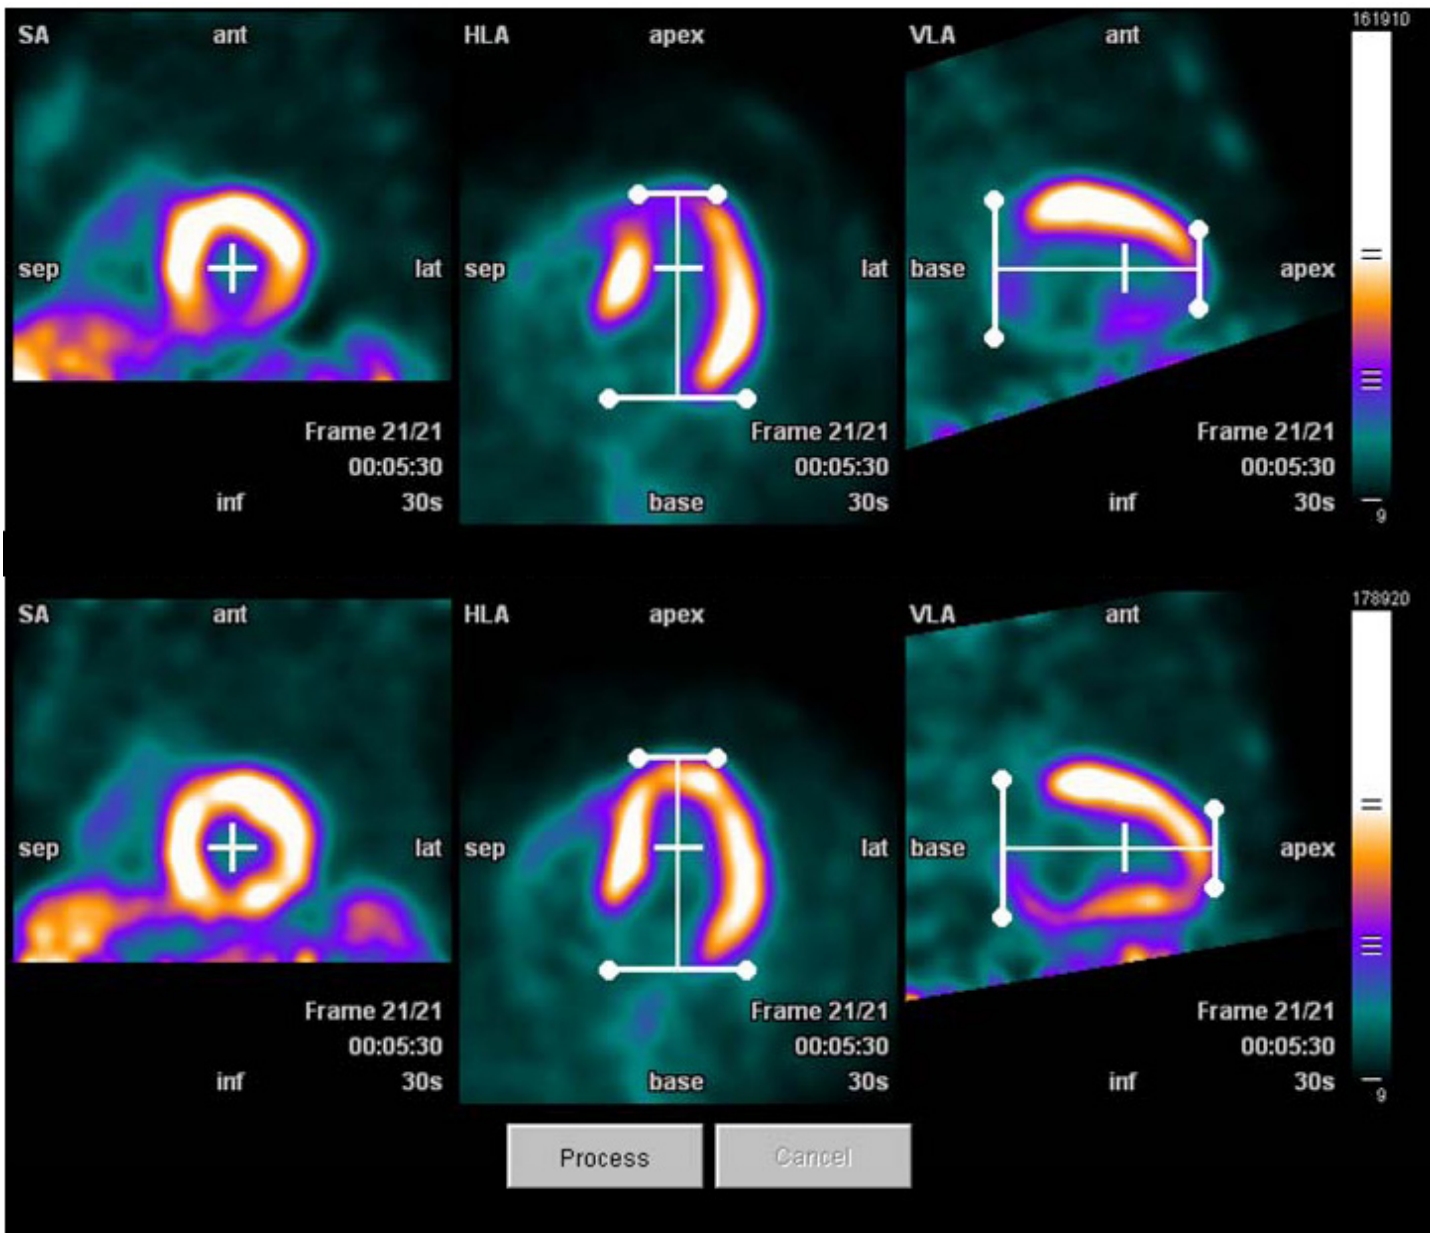 SA ant
HLA apex
VLA ant
161910
sep lat
sep lat
base apex
Frame 21/21
00:05:30
inf 30s
Frame 21/21
00:05:30
base 30s
Frame 21/21
00:05:30
inf 30s
9
SA ant
HLA apex
VLA ant
178920
sep lat
sep lat
base apex
Frame 21/21
00:05:30
inf 30s
Frame 21/21
00:05:30
base 30s
Frame 21/21
00:05:30
inf 30s
9
Process
Cancel